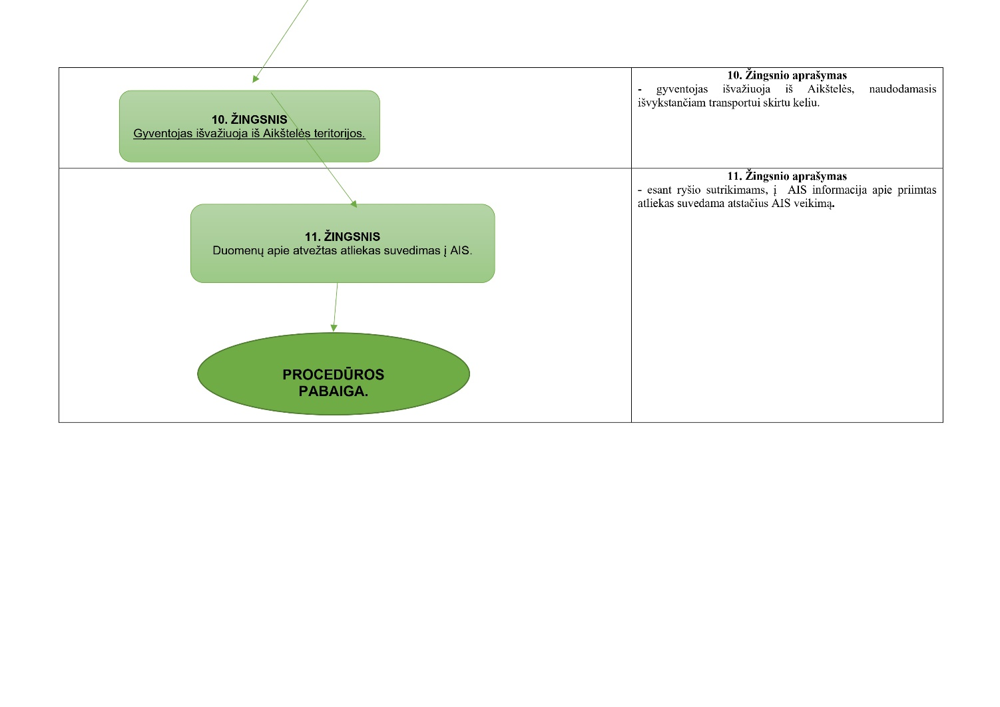 10. ŽINGSNIS
Gyventojas išvažiuoja iš Aikštelės teritorijos.
10. Žingsnio aprašymas
- gyventojas išvažiuoja iš Aikštelės, naudodamasis
išvykstančiam transportui skirtu keliu.
11. ŽINGSNIS
Duomenų apie atvežtas atliekas suvedimas į AIS.
PROCEDŪROS
PABAIGA.
11. Žingsnio aprašymas
- esant ryšio sutrikimams, į AIS informacija apie priimtas
atliekas suvedama atstačius AIS veikimą.